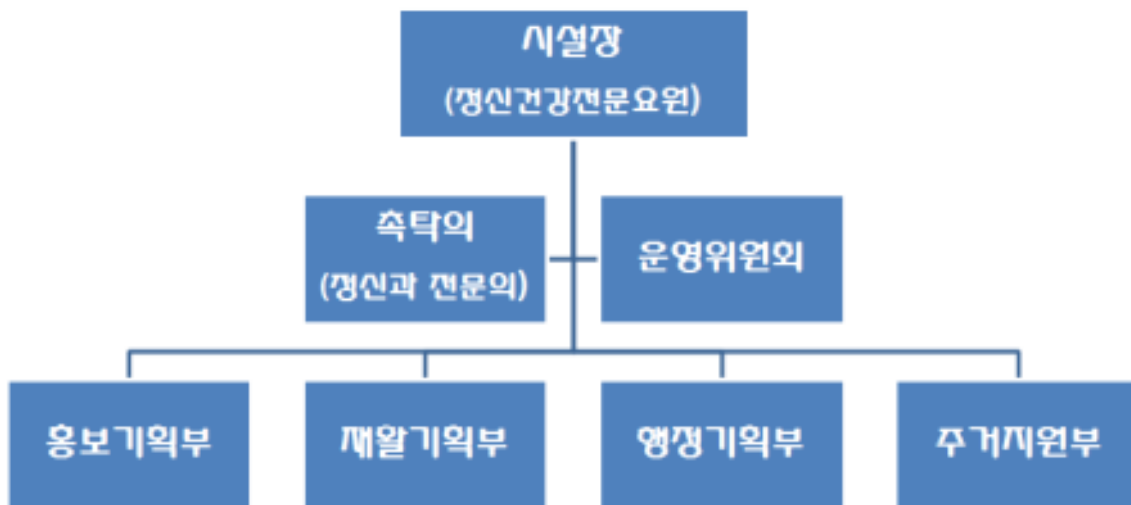 시설장
(정신건강전문요원)
촉탁의
(정신과 전문의)
운영위원회
홍보기획부
재활기획부
행정기획부
주거지원부